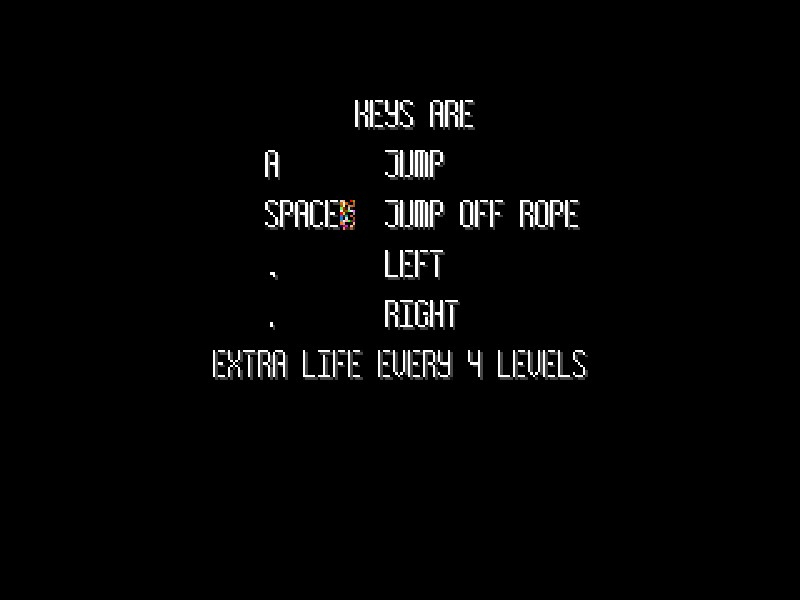 KEYS ARE
A JUMP
SPACE JUMP OFF ROPE
, LEFT
. RIGHT
EXTRA LIFE EVERY 4 LEVELS